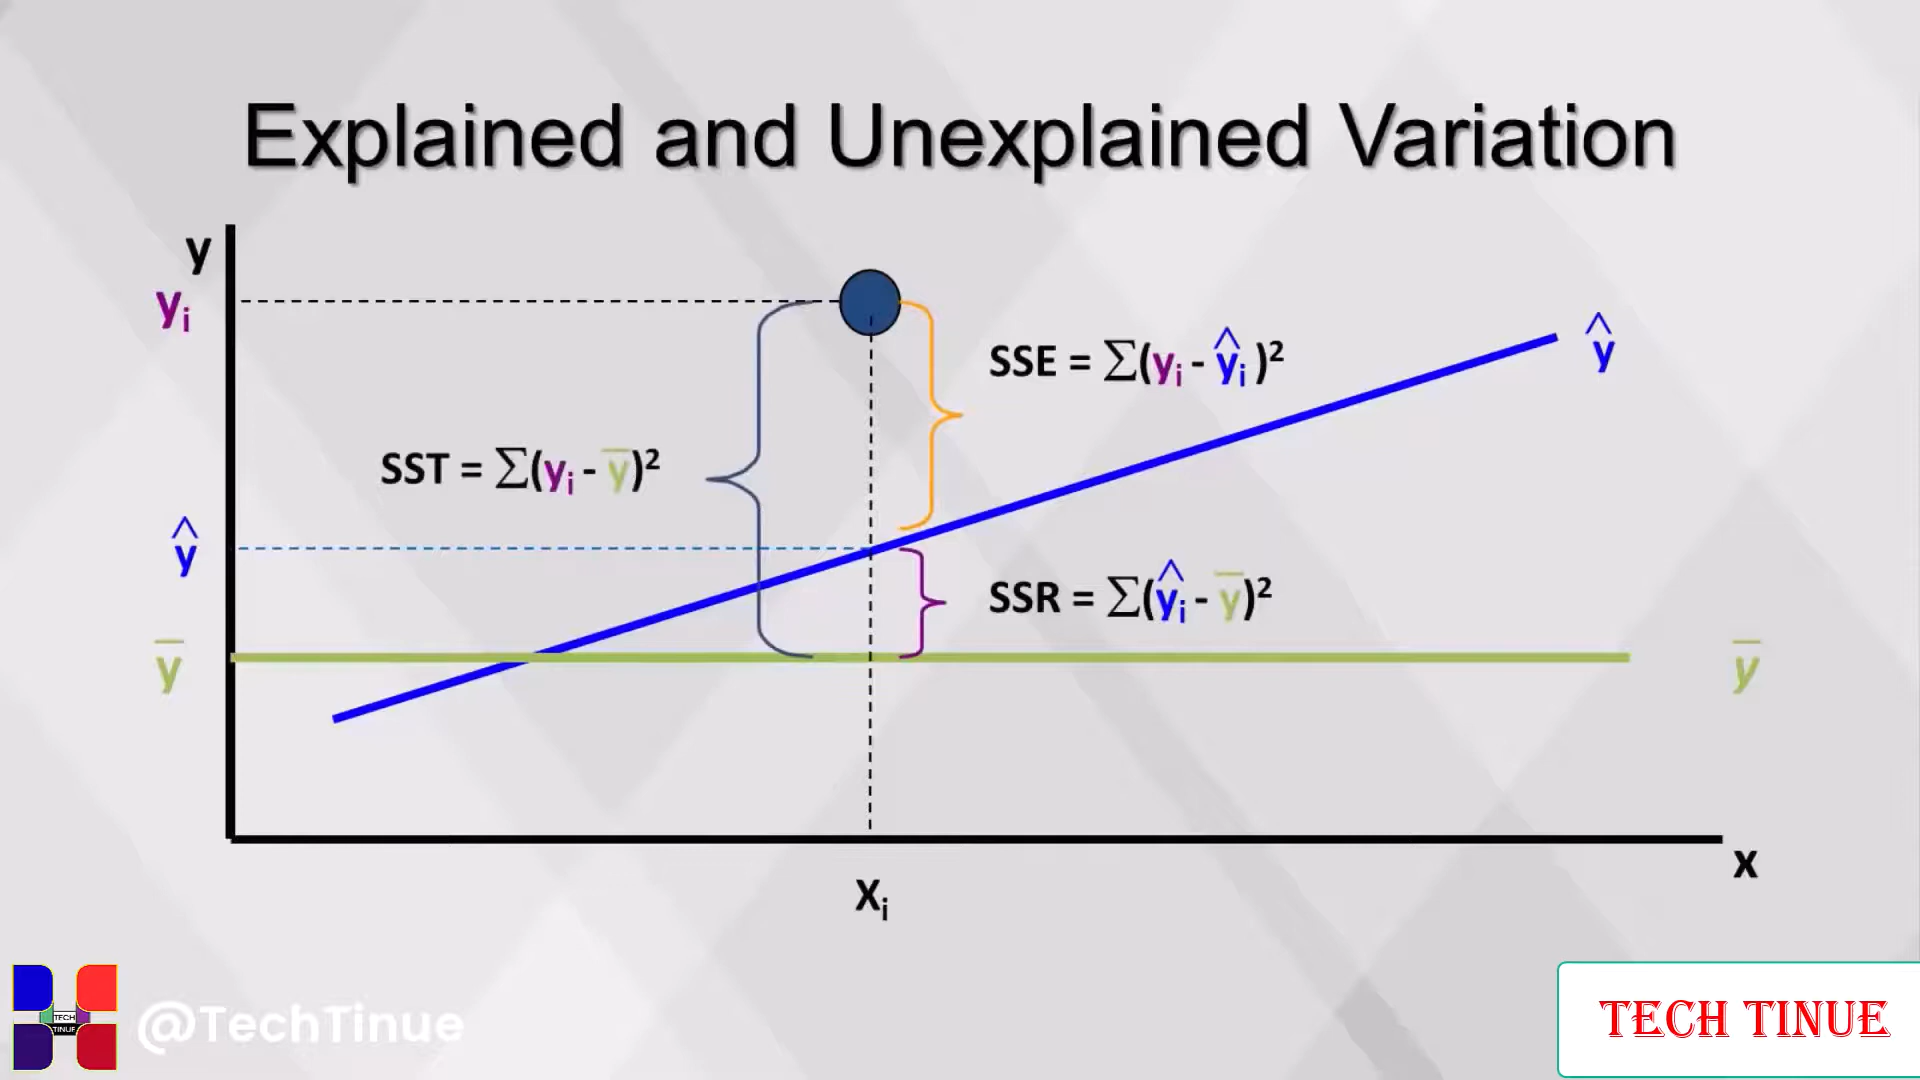 Explained and Unexplained Variation
y
yᵢ
SSE = ∑(yᵢ - ŷᵢ )²
ŷ
SST = ∑(yᵢ - ȳ)²
ŷ
SSR = ∑(ŷᵢ - ȳ)²
ȳ
ȳ
x
Xᵢ
TECH
TINUE
@TechTinue
TECH TINUE